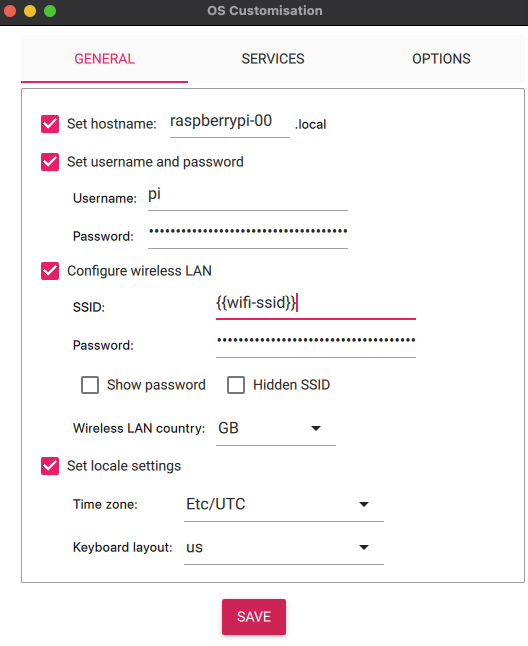 OS Customisation
GENERAL SERVICES OPTIONS
Set hostname: raspberrypi-00 .local
Set username and password
Username: pi
Password: •••••••••••••••••••••••••••••••••••••
Configure wireless LAN
SSID: {{wifi-ssid}}
Password: •••••••••••••••••••••••••••••••••••••
Show password Hidden SSID
Wireless LAN country: GB
Set locale settings
Time zone: Etc/UTC
Keyboard layout: us
SAVE